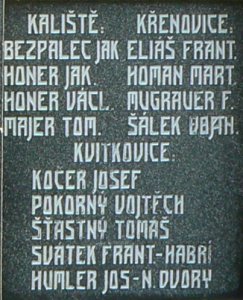 KALIŠTĚ: KŘENOVICE:
BEZPALEC JAK. ELIÁŠ FRANT.
HONER JAK. HOMAN MART.
HONER VÁCL. MUGRAUER F.
MAJER TOM. ŠÁLEK
KVITKOVICE:
KOČER JOSEF
POKORNÝ VOJTĚCH
ŠŤASTNÝ TOMÁŠ
SVÁTEK FRANT-HABŘÍ
HUMLER JOS-N.DVORY